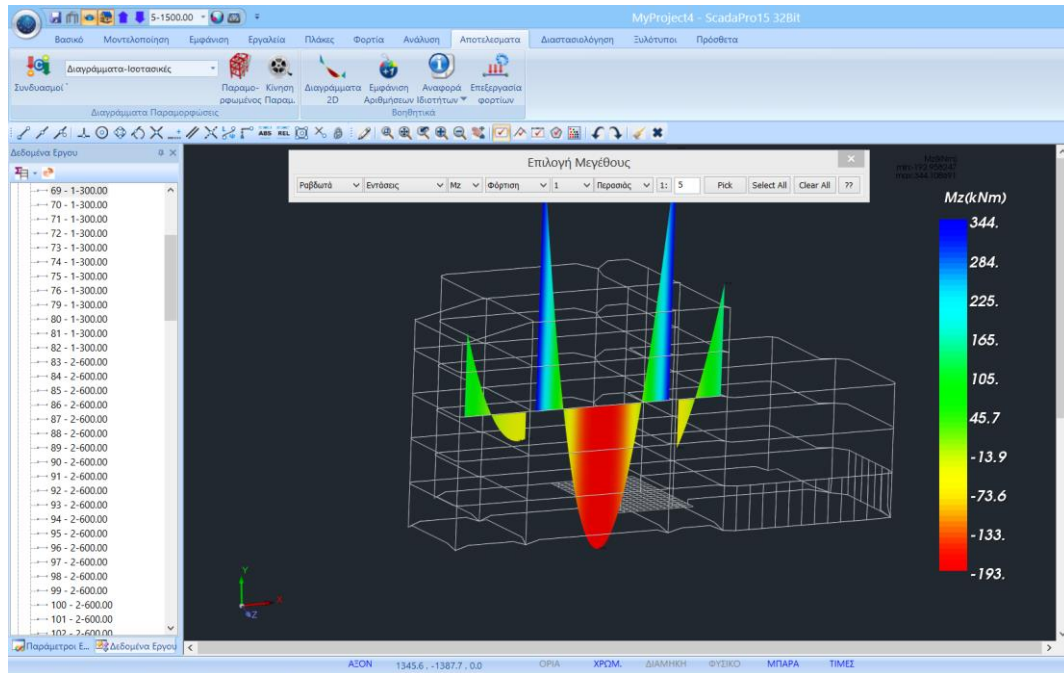 5-1500.00
MyProject4 - ScadaPro15 32Bit
Βασικό Μοντελοποίηση Εμφάνιση Εργαλεία Πλάκες Φορτία Ανάλυση Αποτελεσματα Διαστασιολόγηση Ξυλότυποι Πρόσθετα
Διαγράμματα-Ισοτασικές
Συνδυασμοί Παραμο- Κίνηση Διαγράμματα Εμφάνιση Αναφορά Επεξεργασία
ρφωμένος Παραμ. 2D Αριθμήσεων Ιδιοτήτων φορτίων
Διαγράμματα Παραμορφώσεις Βοηθητικά
ABS REL
Δεδομένα Εργου
Επιλογή Μεγέθους
Ραβδωτά Εντάσεις Mz Φόρτιση 1 Περασιάς 1: 5 Pick Select All Clear All ??
69 - 1-300.00
70 - 1-300.00
71 - 1-300.00
72 - 1-300.00
73 - 1-300.00
74 - 1-300.00
75 - 1-300.00
76 - 1-300.00
79 - 1-300.00
80 - 1-300.00
81 - 1-300.00
82 - 1-300.00
83 - 2-600.00
84 - 2-600.00
85 - 2-600.00
86 - 2-600.00
87 - 2-600.00
88 - 2-600.00
89 - 2-600.00
90 - 2-600.00
91 - 2-600.00
92 - 2-600.00
93 - 2-600.00
94 - 2-600.00
95 - 2-600.00
96 - 2-600.00
97 - 2-600.00
98 - 2-600.00
99 - 2-600.00
100 - 2-600.00
101 - 2-600.00
102 - 2-600.00
Mz(kNm)
344.
284.
225.
165.
105.
45.7
-13.9
-73.6
-133.
-193.
Y
X
Z
Παράμετροι Ε... Δεδομένα Εργου
ΑΞΟΝ 1345.6 , -1387.7 , 0.0 ΟΡΙΑ ΧΡΩΜ. ΔΙΑΜΗΚΗ ΦΥΣΙΚΟ ΜΠΑΡΑ ΤΙΜΕΣ